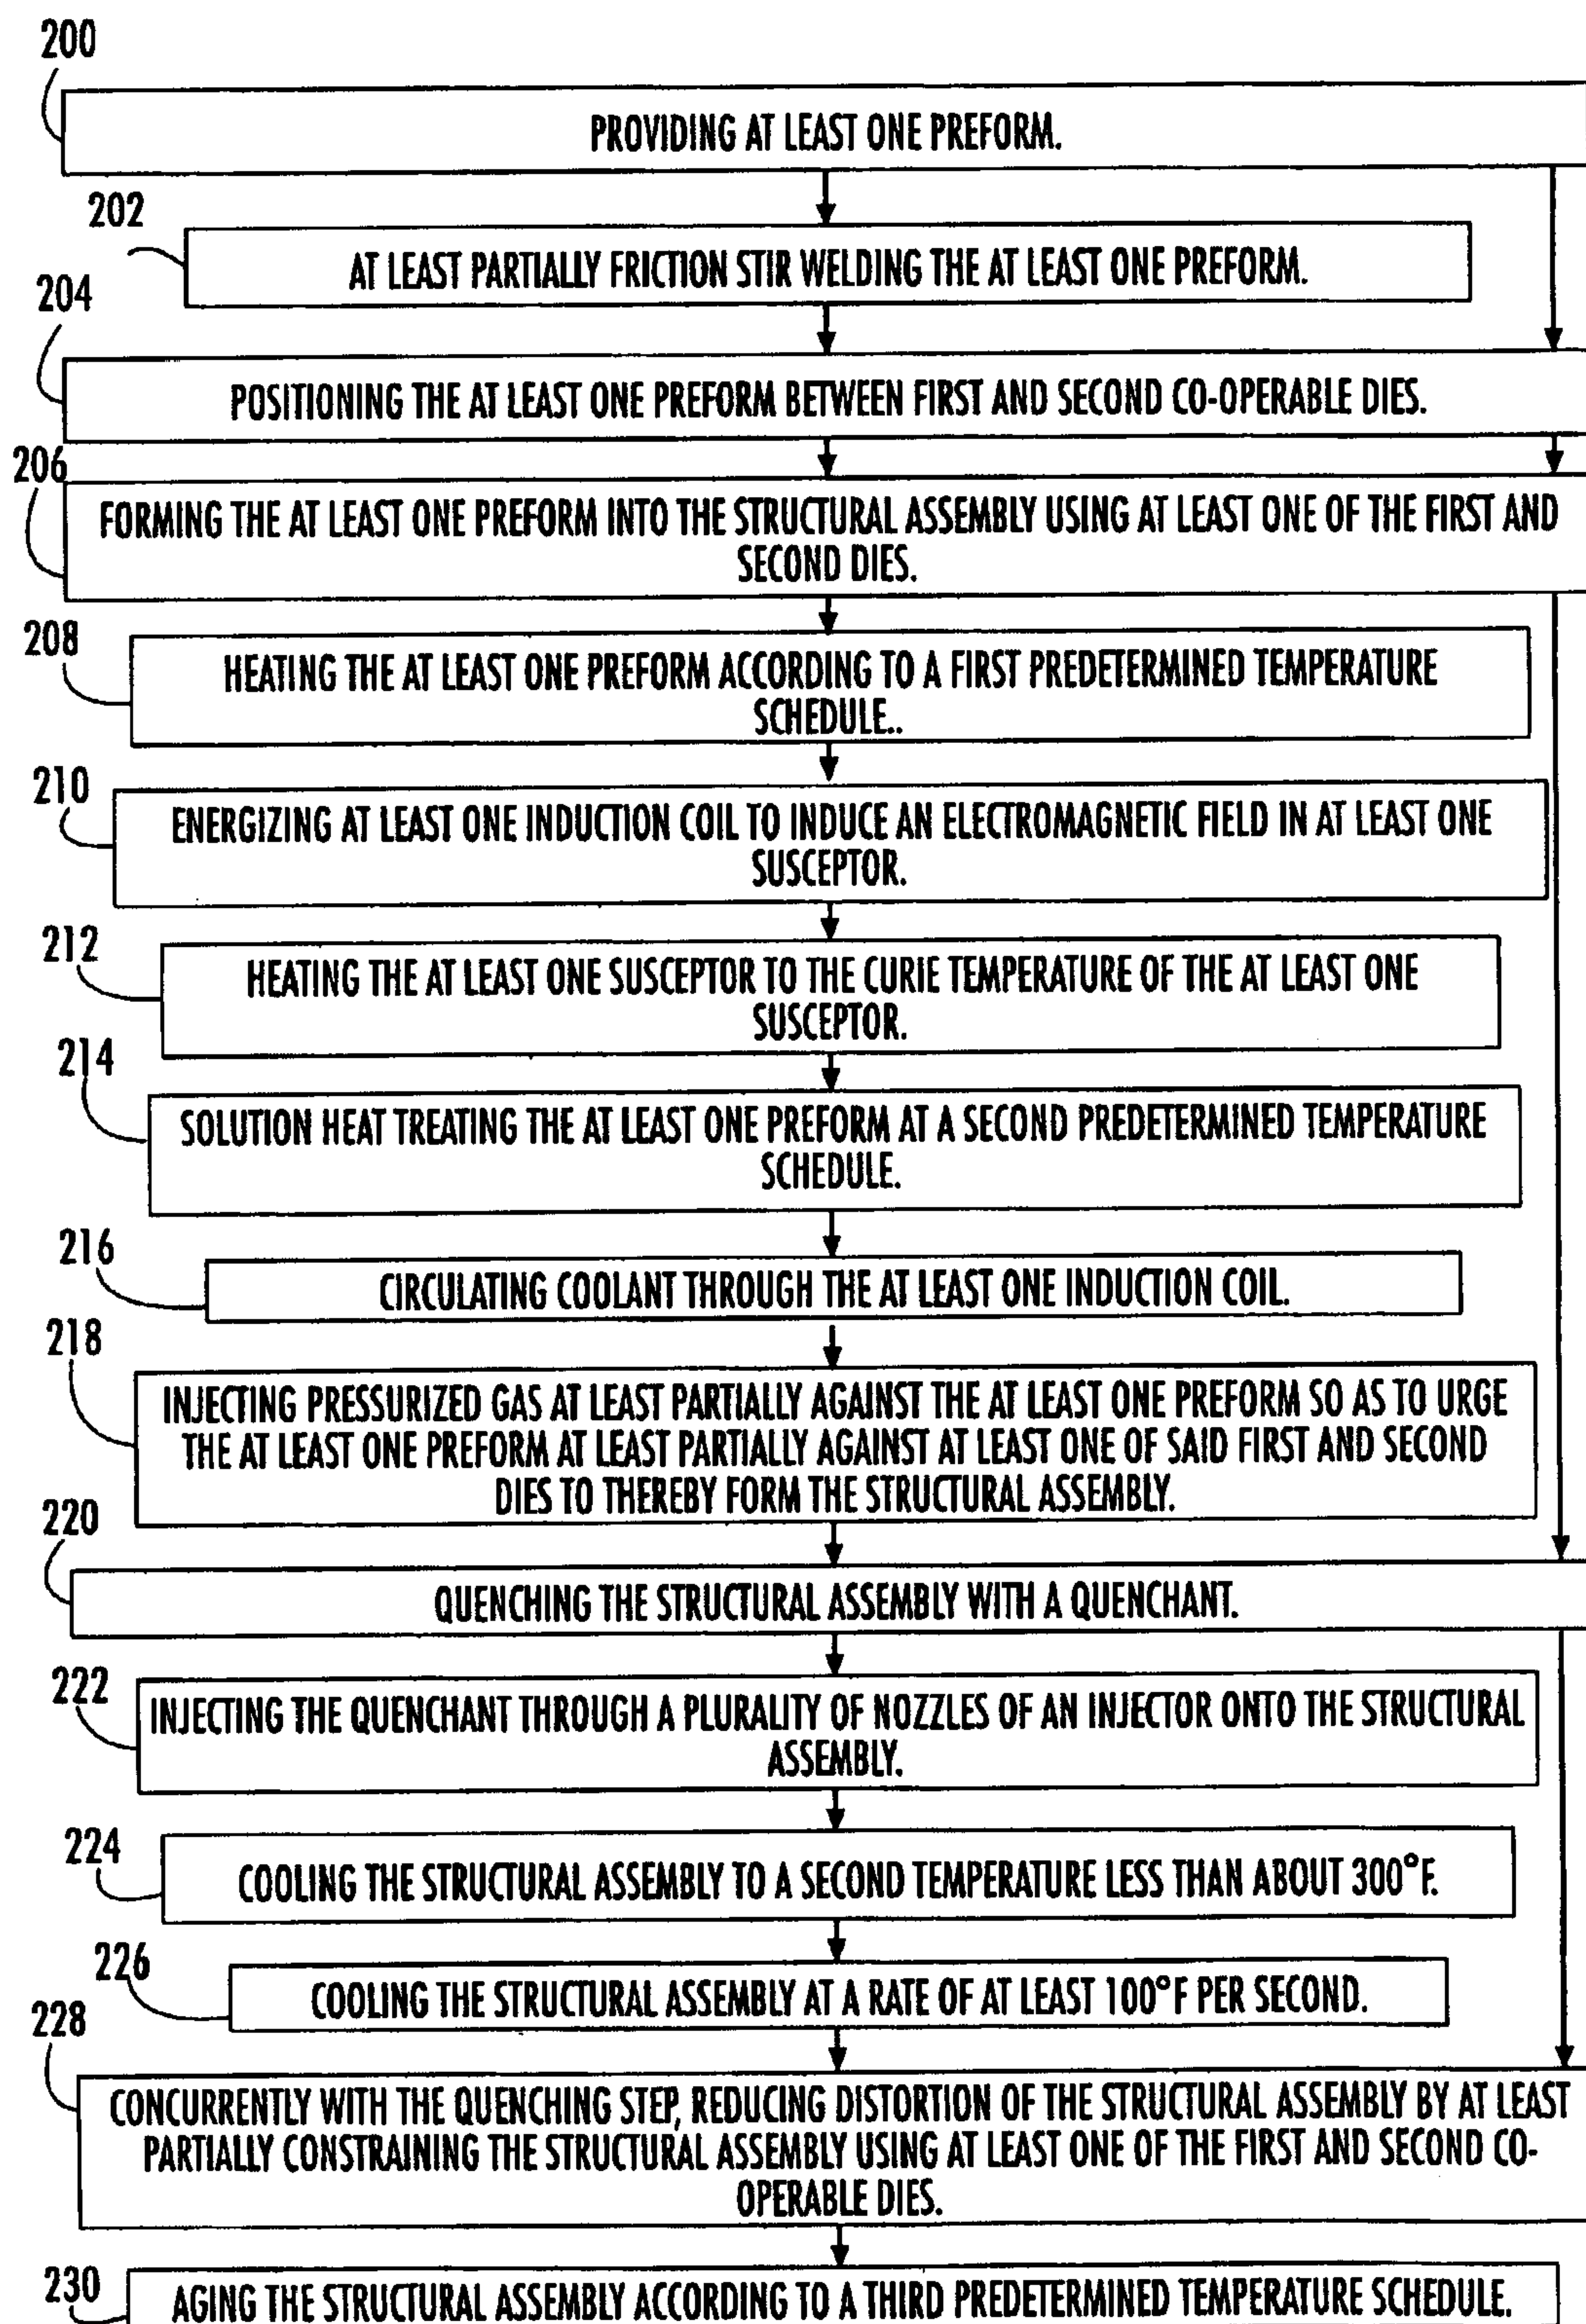 200
PROVIDING AT LEAST ONE PREFORM.
202
AT LEAST PARTIALLY FRICTION STIR WELDING THE AT LEAST ONE PREFORM.
204
POSITIONING THE AT LEAST ONE PREFORM BETWEEN FIRST AND SECOND CO-OPERABLE DIES.
206
FORMING THE AT LEAST ONE PREFORM INTO THE STRUCTURAL ASSEMBLY USING AT LEAST ONE OF THE FIRST AND
SECOND DIES.
208
HEATING THE AT LEAST ONE PREFORM ACCORDING TO A FIRST PREDETERMINED TEMPERATURE
SCHEDULE..
210
ENERGIZING AT LEAST ONE INDUCTION COIL TO INDUCE AN ELECTROMAGNETIC FIELD IN AT LEAST ONE
SUSCEPTOR.
212
HEATING THE AT LEAST ONE SUSCEPTOR TO THE CURIE TEMPERATURE OF THE AT LEAST ONE
SUSCEPTOR.
214
SOLUTION HEAT TREATING THE AT LEAST ONE PREFORM AT A SECOND PREDETERMINED TEMPERATURE
SCHEDULE.
216
CIRCULATING COOLANT THROUGH THE AT LEAST ONE INDUCTION COIL.
218
INJECTING PRESSURIZED GAS AT LEAST PARTIALLY AGAINST THE AT LEAST ONE PREFORM SO AS TO URGE
THE AT LEAST ONE PREFORM AT LEAST PARTIALLY AGAINST AT LEAST ONE OF SAID FIRST AND SECOND
DIES TO THEREBY FORM THE STRUCTURAL ASSEMBLY.
220
QUENCHING THE STRUCTURAL ASSEMBLY WITH A QUENCHANT.
222
INJECTING THE QUENCHANT THROUGH A PLURALITY OF NOZZLES OF AN INJECTOR ONTO THE STRUCTURAL
ASSEMBLY.
224
COOLING THE STRUCTURAL ASSEMBLY TO A SECOND TEMPERATURE LESS THAN ABOUT 300°F.
226
COOLING THE STRUCTURAL ASSEMBLY AT A RATE OF AT LEAST 100°F PER SECOND.
228
CONCURRENTLY WITH THE QUENCHING STEP, REDUCING DISTORTION OF THE STRUCTURAL ASSEMBLY BY AT LEAST
PARTIALLY CONSTRAINING THE STRUCTURAL ASSEMBLY USING AT LEAST ONE OF THE FIRST AND SECOND CO-
OPERABLE DIES.
230
AGING THE STRUCTURAL ASSEMBLY ACCORDING TO A THIRD PREDETERMINED TEMPERATURE SCHEDULE.